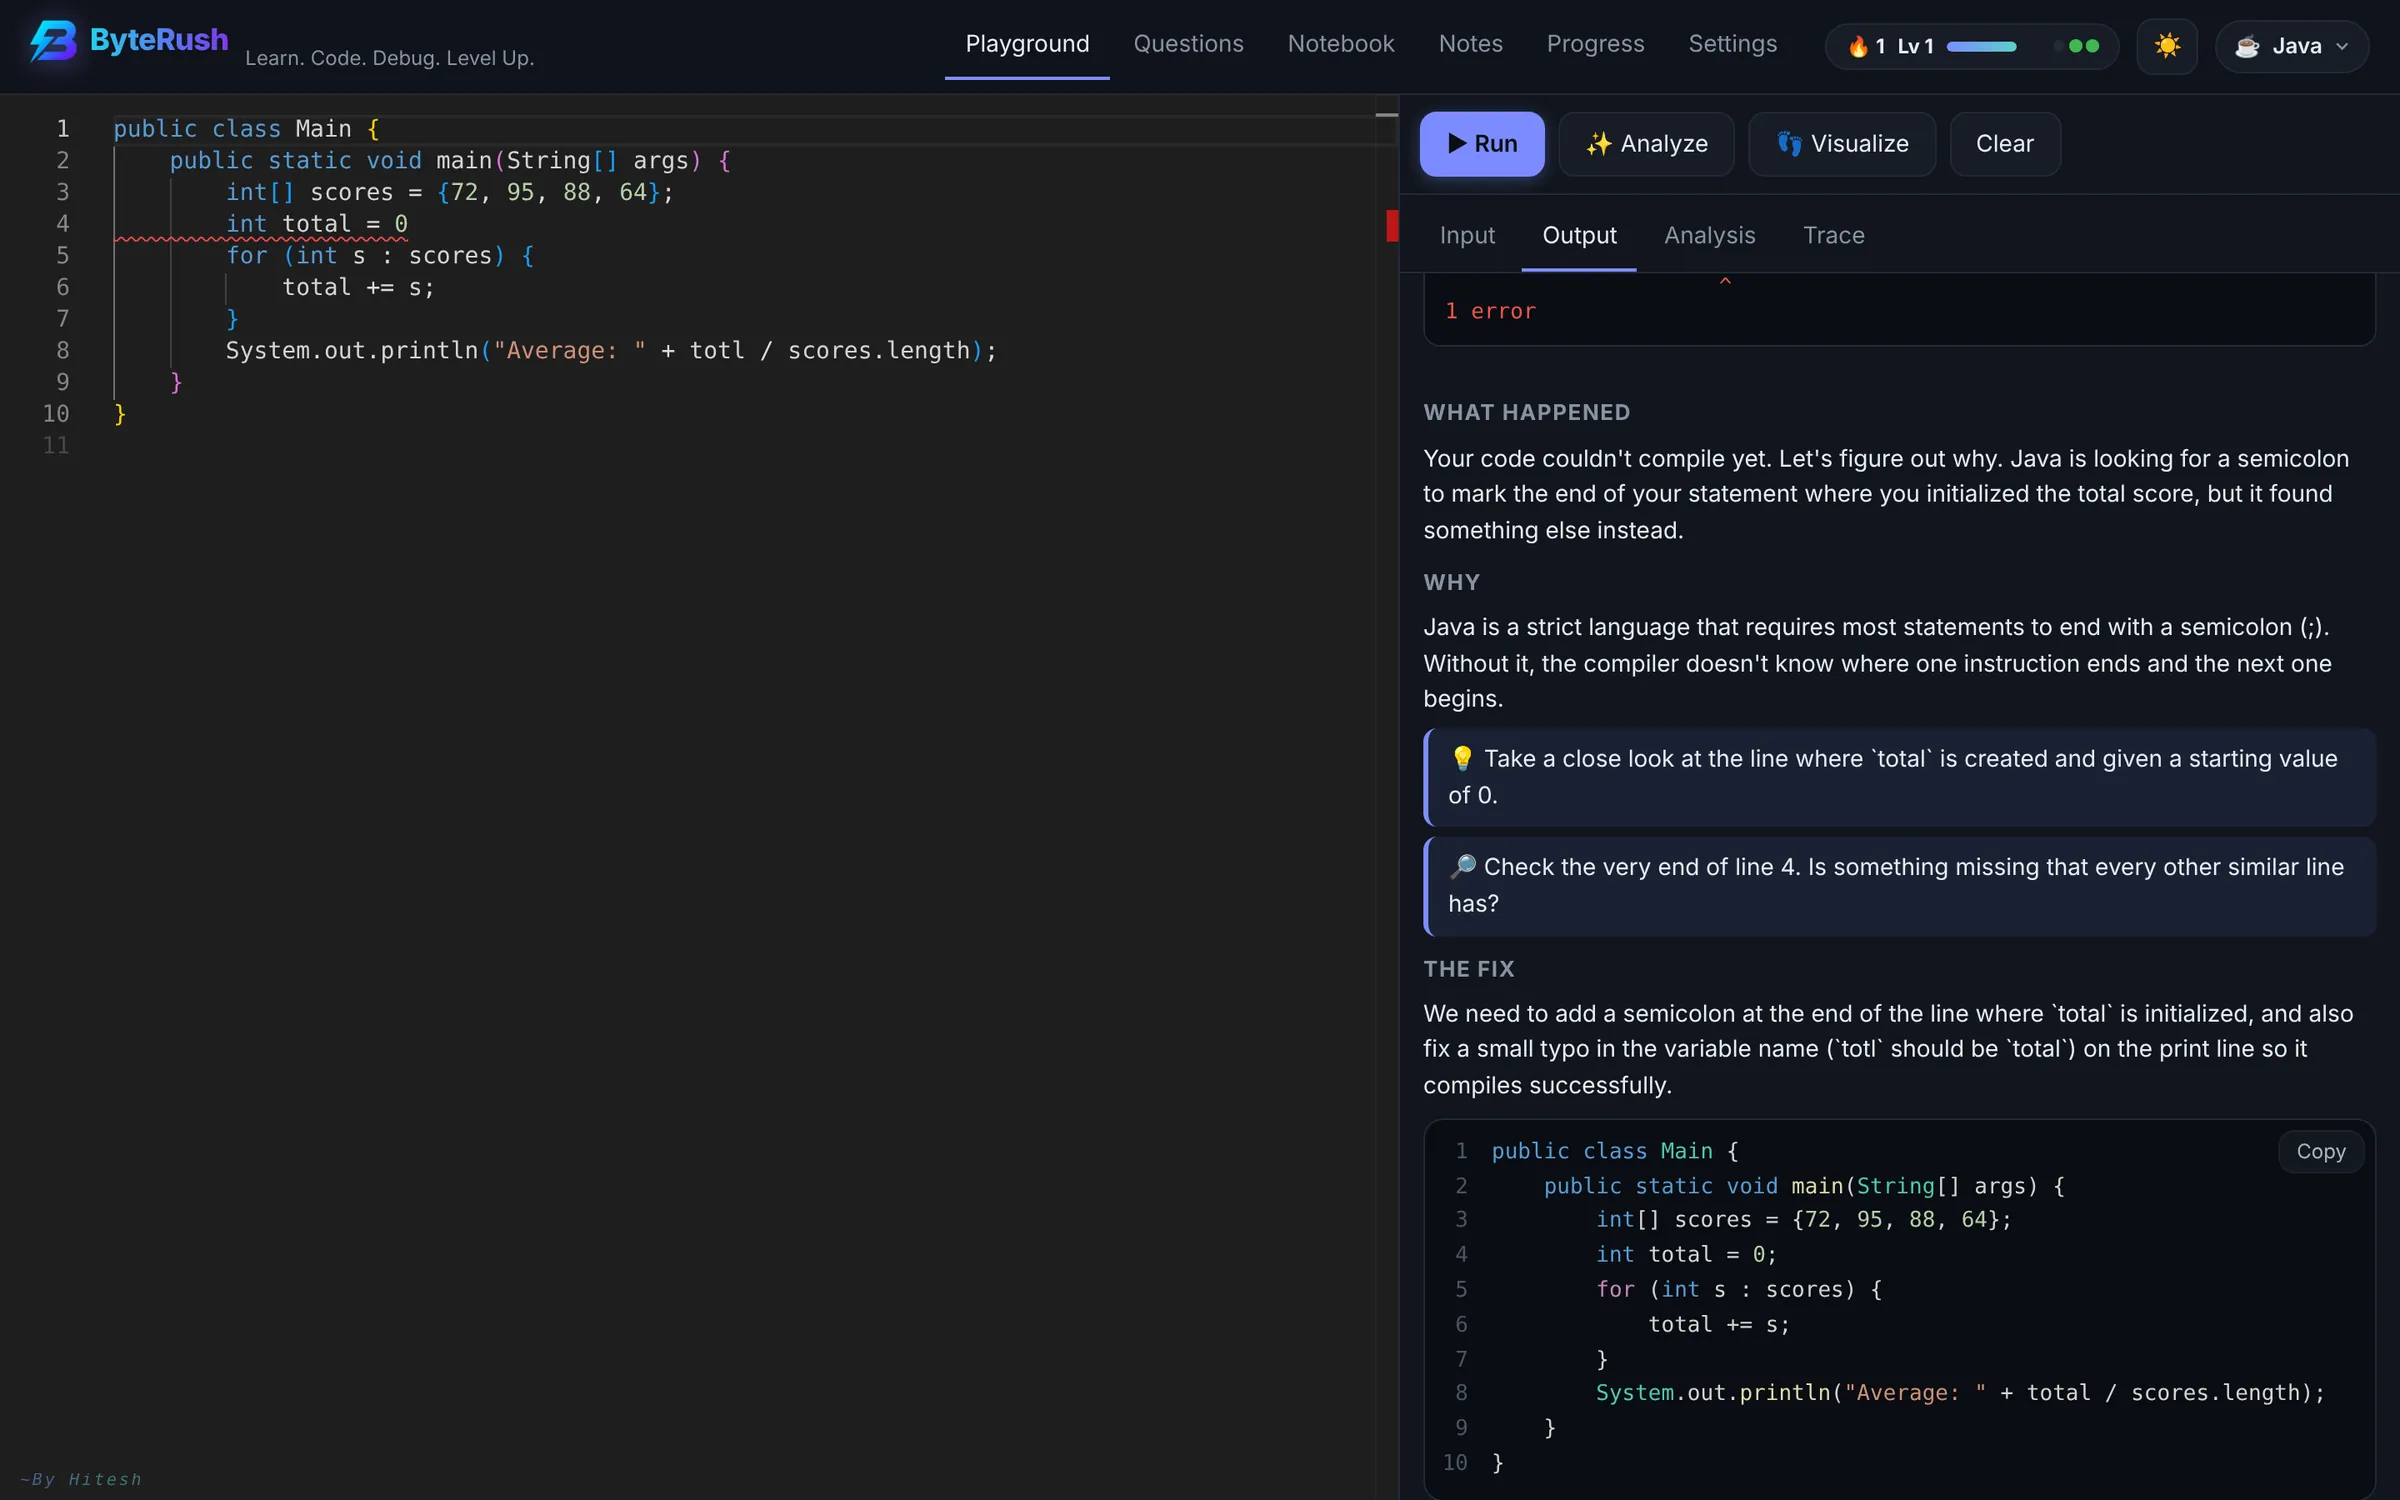 ByteRush
Learn. Code. Debug. Level Up.
Playground Questions Notebook Notes Progress Settings
1 Lv 1
Java
1 public class Main {
2     public static void main(String[] args) {
3         int[] scores = {72, 95, 88, 64};
4         int total = 0
5         for (int s : scores) {
6             total += s;
7         }
8         System.out.println("Average: " + totl / scores.length);
9     }
10 }
11
~By Hitesh
▶ Run
✨ Analyze
👣 Visualize
Clear
Input Output Analysis Trace
^
1 error
WHAT HAPPENED
Your code couldn't compile yet. Let's figure out why. Java is looking for a semicolon
to mark the end of your statement where you initialized the total score, but it found
something else instead.
WHY
Java is a strict language that requires most statements to end with a semicolon (;).
Without it, the compiler doesn't know where one instruction ends and the next one
begins.
💡 Take a close look at the line where `total` is created and given a starting value
of 0.
🔎 Check the very end of line 4. Is something missing that every other similar line
has?
THE FIX
We need to add a semicolon at the end of the line where `total` is initialized, and also
fix a small typo in the variable name (`totl` should be `total`) on the print line so it
compiles successfully.
Copy
1 public class Main {
2     public static void main(String[] args) {
3         int[] scores = {72, 95, 88, 64};
4         int total = 0;
5         for (int s : scores) {
6             total += s;
7         }
8         System.out.println("Average: " + total / scores.length);
9     }
10 }